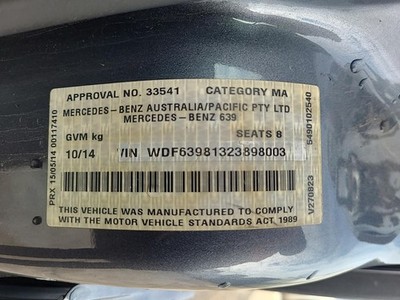 APPROVAL NO. 33541 CATEGORY MA
MERCEDES-BENZ AUSTRALIA/PACIFIC PTY LTD
MERCEDES-BENZ 639
GVM kg SEATS 8
10/14 VIN WDF63981323898003
THIS VEHICLE WAS MANUFACTURED TO COMPLY
WITH THE MOTOR VEHICLE STANDARDS ACT 1989
PRX 15/05/14 00117410
V270823 5490102540